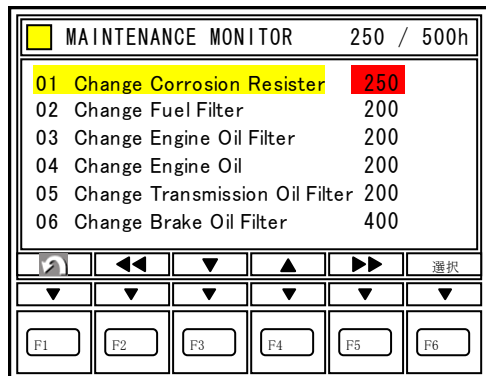 MAINTENANCE MONITOR 250 / 500h
01 Change Corrosion Resister 250
02 Change Fuel Filter 200
03 Change Engine Oil Filter 200
04 Change Engine Oil 200
05 Change Transmission Oil Filter 200
06 Change Brake Oil Filter 400
選択
F1 F2 F3 F4 F5 F6